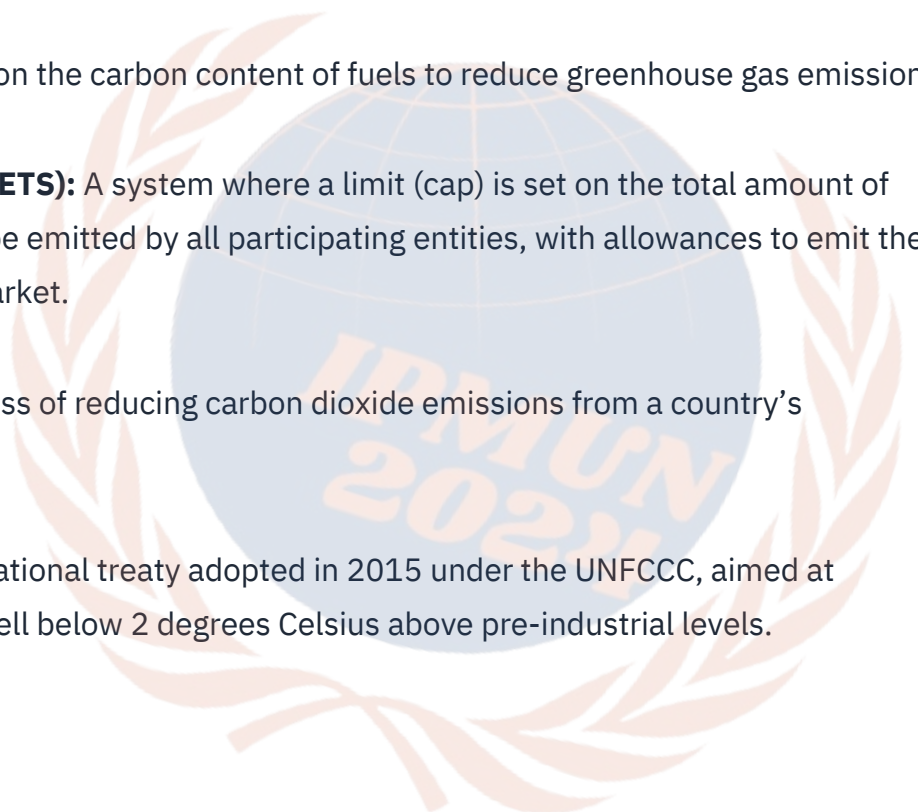 on the carbon content of fuels to reduce greenhouse gas emission
ETS): A system where a limit (cap) is set on the total amount of
be emitted by all participating entities, with allowances to emit the
arket.
ss of reducing carbon dioxide emissions from a country’s
IPMUN
2024
ational treaty adopted in 2015 under the UNFCCC, aimed at
ell below 2 degrees Celsius above pre-industrial levels.